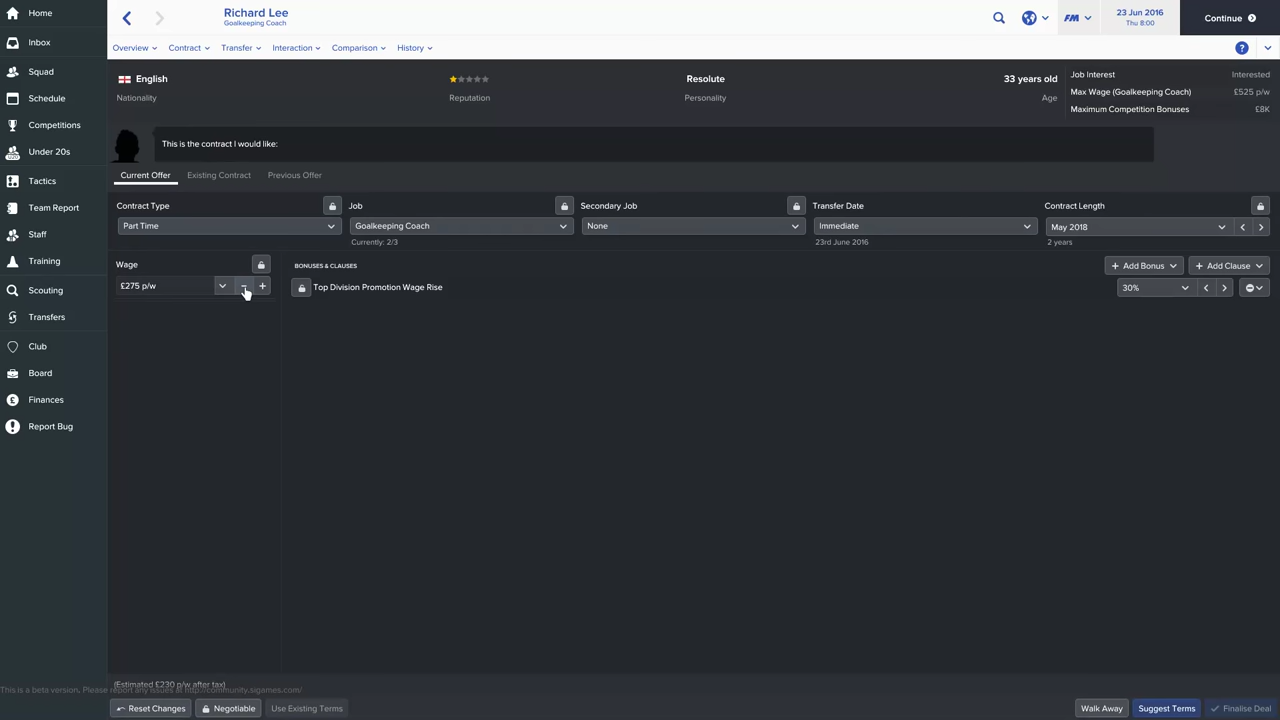 Home
Inbox
Squad
Schedule
Competitions
Under 20s
Tactics
Team Report
Staff
Training
Scouting
Transfers
Club
Board
Finances
Report Bug
Richard Lee
Goalkeeping Coach
FM
23 Jun 2016
Thu 8:00
Continue
Overview
Contract
Transfer
Interaction
Comparison
History
?
English
Nationality
Reputation
Resolute
Personality
33 years old
Age
Job Interest Interested
Max Wage (Goalkeeping Coach) £525 p/w
Maximum Competition Bonuses £8K
This is the contract I would like:
Current Offer Existing Contract Previous Offer
Contract Type
Part Time
Job
Goalkeeping Coach
Currently: 2/3
Secondary Job
None
Transfer Date
Immediate
23rd June 2016
Contract Length
May 2018
2 years
Wage
£275 p/w
BONUSES & CLAUSES
+ Add Bonus
+ Add Clause
Top Division Promotion Wage Rise 30%
(Estimated £230 p/w after tax)
This is a beta version, Please report any issues at http://community.sigames.com/
Reset Changes Negotiable Use Existing Terms Walk Away Suggest Terms Finalise Deal